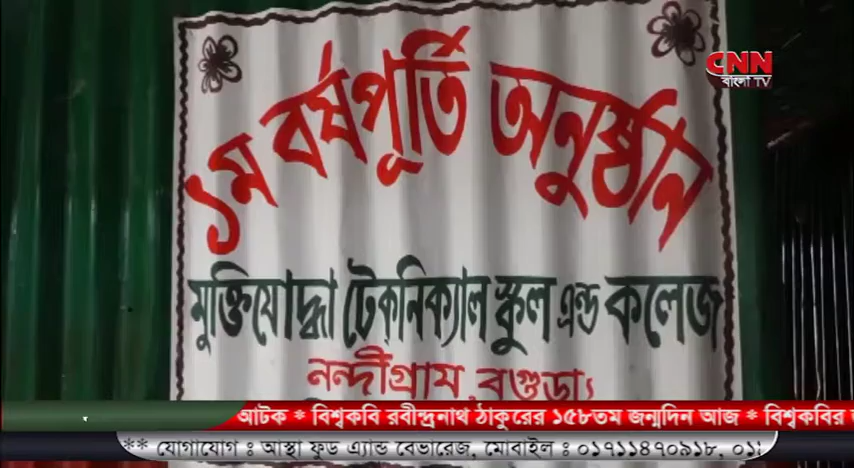 CNN
বাংলা TV
১ম বর্ষপূর্তি অনুষ্ঠান
মুক্তিযোদ্ধা টেকনিক্যাল স্কুল এন্ড কলেজ
নন্দীগ্রাম, বগুড়া।
আটক * বিশ্বকবি রবীন্দ্রনাথ ঠাকুরের ১৫৮তম জন্মদিন আজ * বিশ্বকবির
** যোগাযোগ : আস্থা ফুড এ্যান্ড বেভারেজ, মোবাইল : ০১৭১১৪৭০৯১৮, ০১